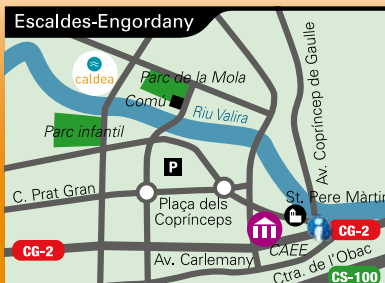 Escaldes-Engordany
caldea
Parc de la Mola
Comú
Riu Valira
Av. Copríncep de Gaulle
Parc infantil
P
C. Prat Gran
St. Pere Màrtir
Plaça dels
Coprínceps
i
CG-2
CAEE
CG-2
Av. Carlemany
Ctra. de l'Obac
CS-100